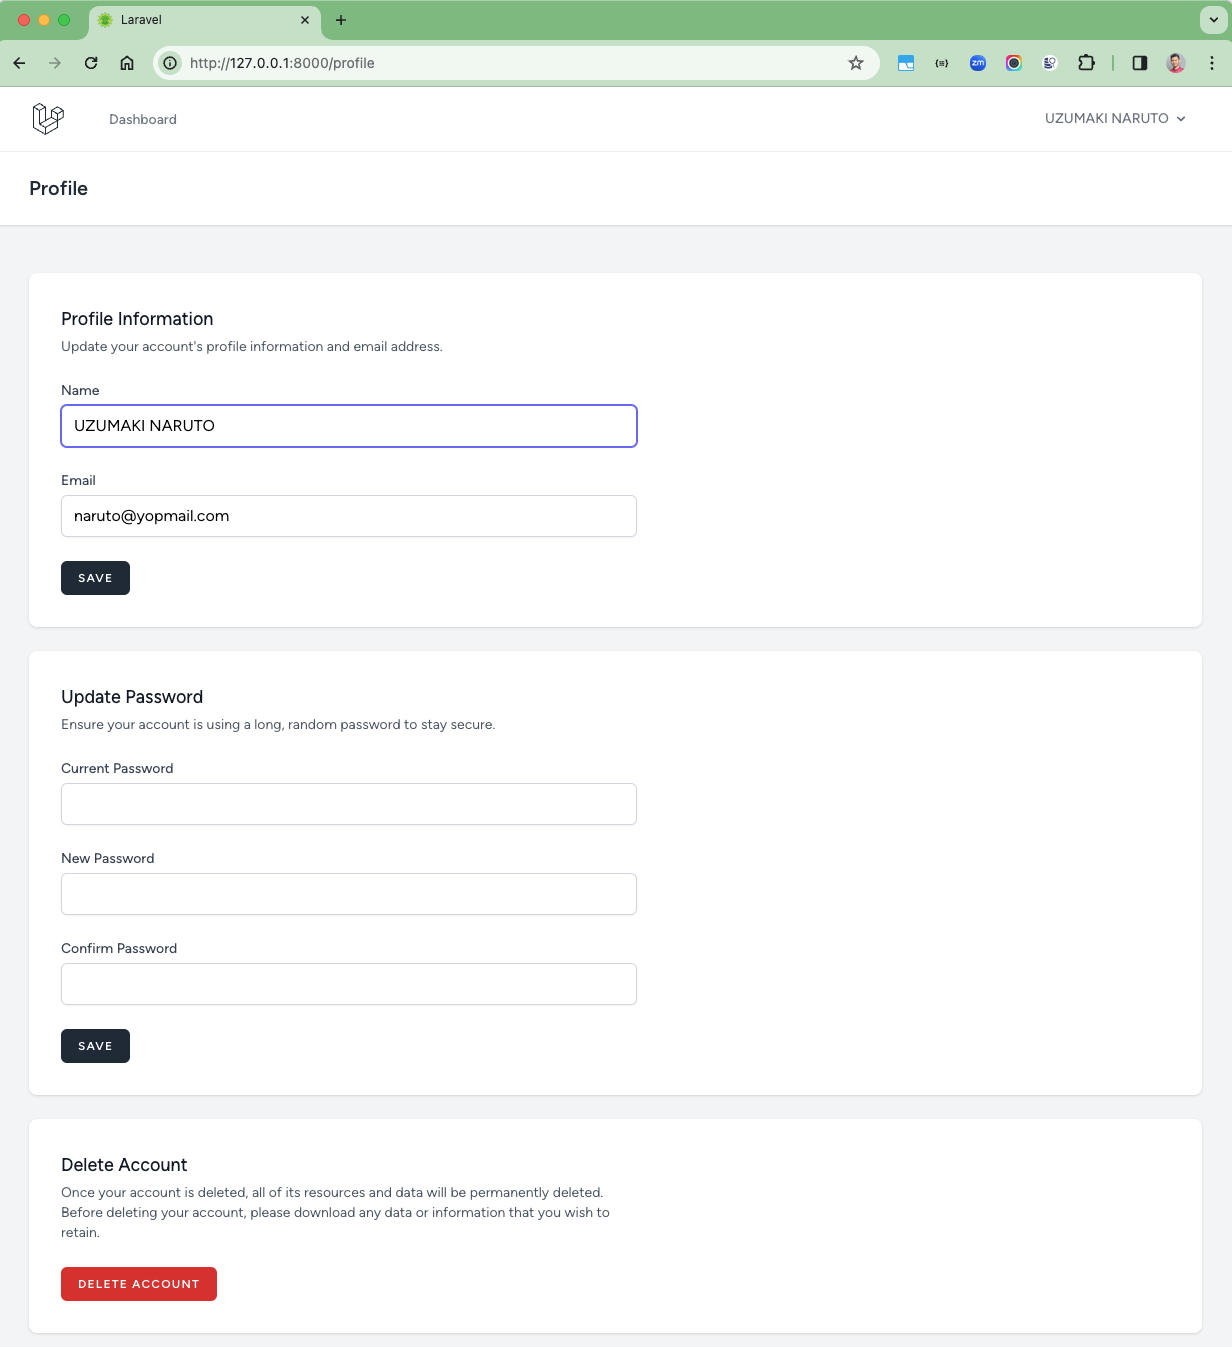 Laravel
http://127.0.0.1:8000/profile
zm
Dashboard
UZUMAKI NARUTO
Profile
Profile Information
Update your account's profile information and email address.
Name
UZUMAKI NARUTO
Email
naruto@yopmail.com
SAVE
Update Password
Ensure your account is using a long, random password to stay secure.
Current Password
New Password
Confirm Password
SAVE
Delete Account
Once your account is deleted, all of its resources and data will be permanently deleted.
Before deleting your account, please download any data or information that you wish to
retain.
DELETE ACCOUNT